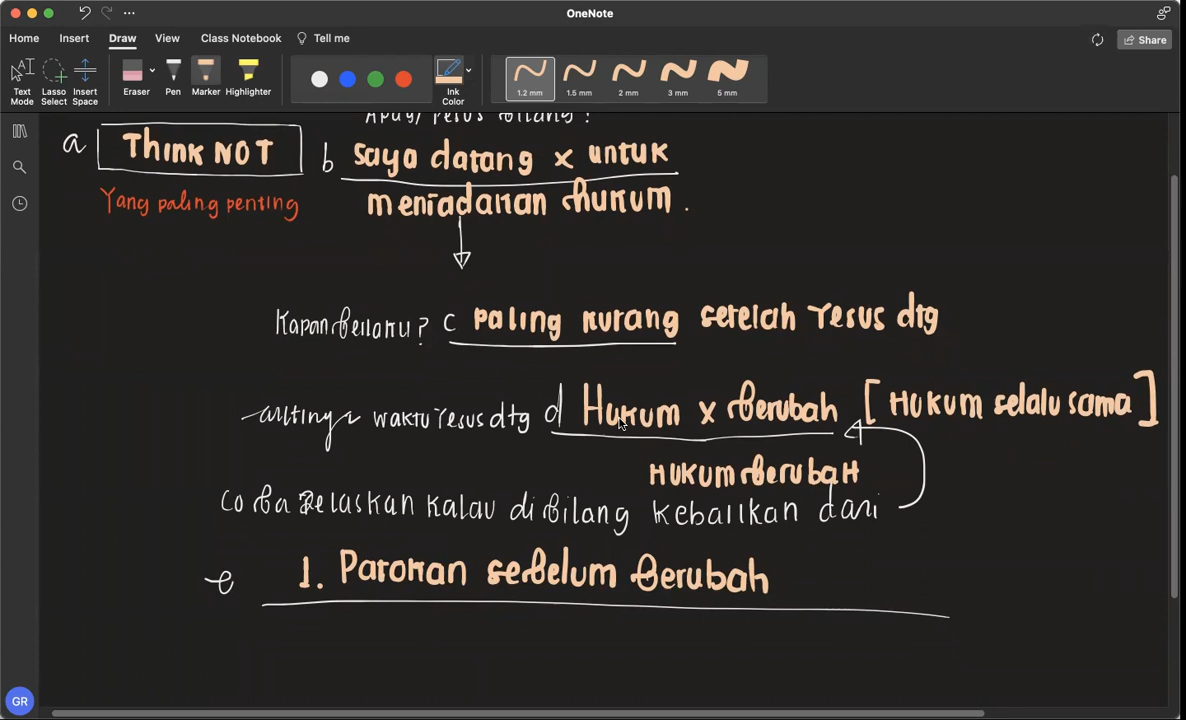 OneNote
Home Insert Draw View Class Notebook Tell me
Share
Text Mode
Lasso Select
Insert Space
Eraser
Pen
Marker
Highlighter
Ink Color
1.2 mm
1.5 mm
2 mm
3 mm
5 mm
a Think NOT b saya datang x untuk
Yang paling penting meniadakan hukum.
Kapan berlaku? c paling kurang setelah Yesus dtg
artinya waktu Yesus dtg d Hukum x berubah [Hukum selalu sama]
HUKUM berubaH
Coba jelaskan kalau dibilang kebalikan dari
e 1. Patokan sebelum berubah
GR